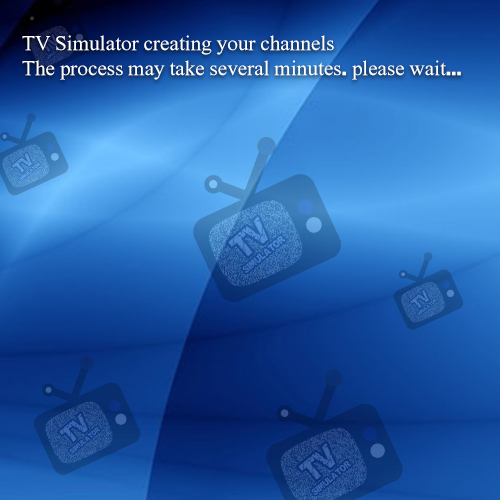 TV Simulator creating your channels
The process may take several minutes. please wait...
TV
SIMULATOR
TV
SIMULATOR
TV
SIMULATOR
TV
SIMULATOR
TV
SIMULATOR